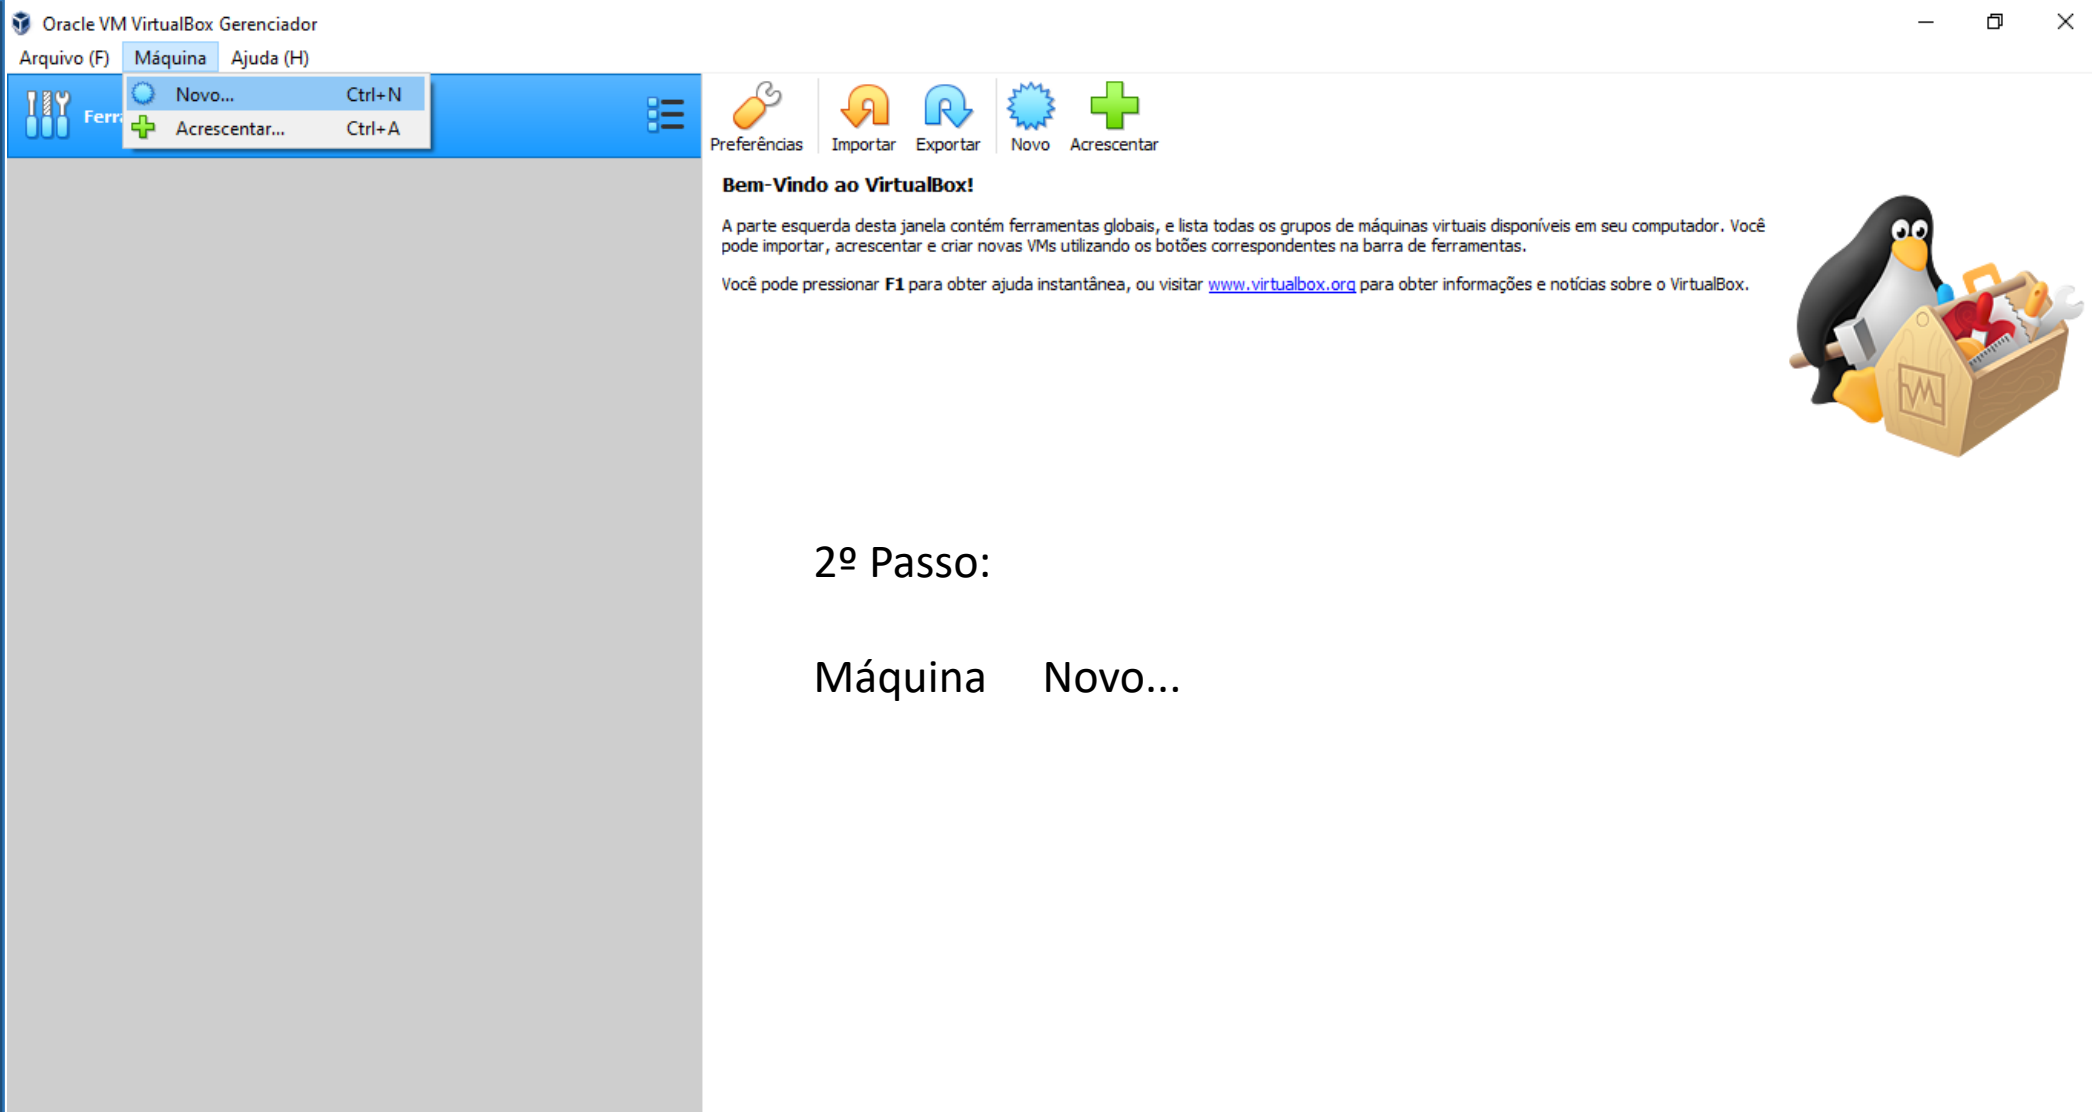 Oracle VM VirtualBox Gerenciador
Arquivo (F) Máquina Ajuda (H)
Novo... Ctrl+N
Acrescentar... Ctrl+A
Preferências Importar Exportar Novo Acrescentar
Bem-Vindo ao VirtualBox!
A parte esquerda desta janela contém ferramentas globais, e lista todas os grupos de máquinas virtuais disponíveis em seu computador. Você
pode importar, acrescentar e criar novas VMs utilizando os botões correspondentes na barra de ferramentas.
Você pode pressionar F1 para obter ajuda instantânea, ou visitar www.virtualbox.org para obter informações e notícias sobre o VirtualBox.
2º Passo:
Máquina Novo...